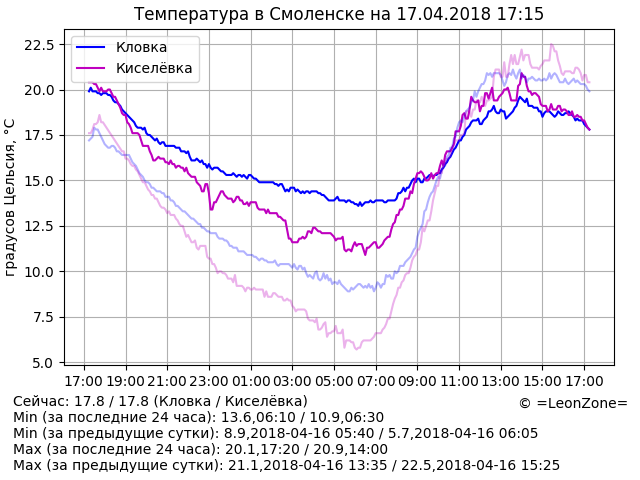 Температура в Смоленске на 17.04.2018 17:15
Кловка
Киселёвка
градусов Цельсия, °C
22.5
20.0
17.5
15.0
12.5
10.0
7.5
5.0
17:00 19:00 21:00 23:00 01:00 03:00 05:00 07:00 09:00 11:00 13:00 15:00 17:00
Сейчас: 17.8 / 17.8 (Кловка / Киселёвка)
© =LeonZone=
Min (за последние 24 часа): 13.6,06:10 / 10.9,06:30
Min (за предыдущие сутки): 8.9,2018-04-16 05:40 / 5.7,2018-04-16 06:05
Max (за последние 24 часа): 20.1,17:20 / 20.9,14:00
Max (за предыдущие сутки): 21.1,2018-04-16 13:35 / 22.5,2018-04-16 15:25